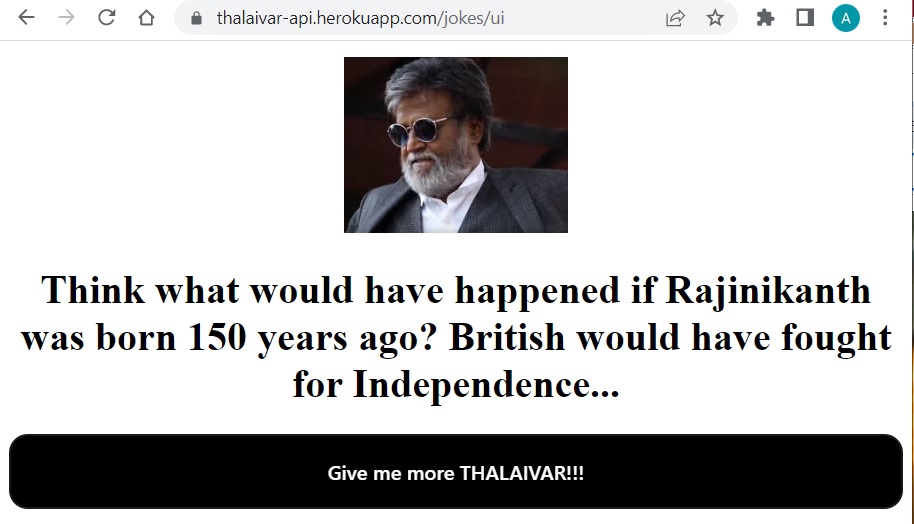 thalaivar-api.herokuapp.com/jokes/ui
A
Think what would have happened if Rajinikanth
was born 150 years ago? British would have fought
for Independence...
Give me more THALAIVAR!!!